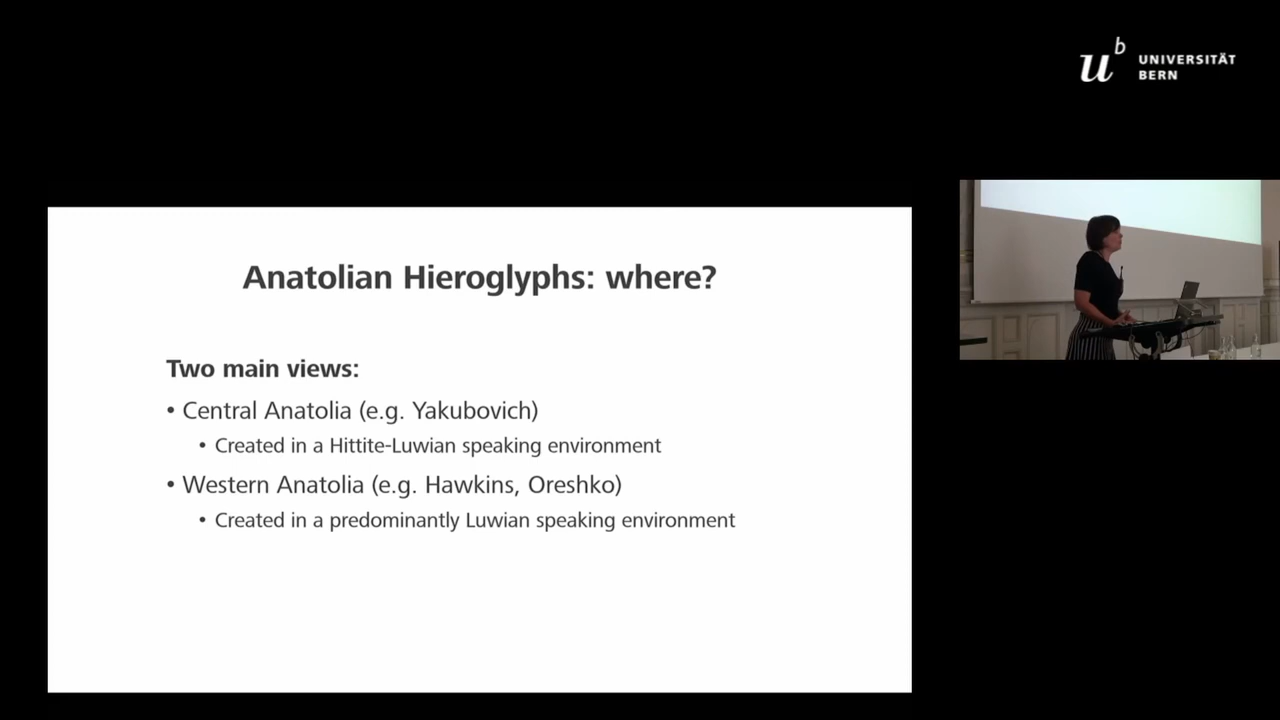 u^b UNIVERSITÄT
BERN
Anatolian Hieroglyphs: where?
Two main views:
• Central Anatolia (e.g. Yakubovich)
• Created in a Hittite-Luwian speaking environment
• Western Anatolia (e.g. Hawkins, Oreshko)
• Created in a predominantly Luwian speaking environment